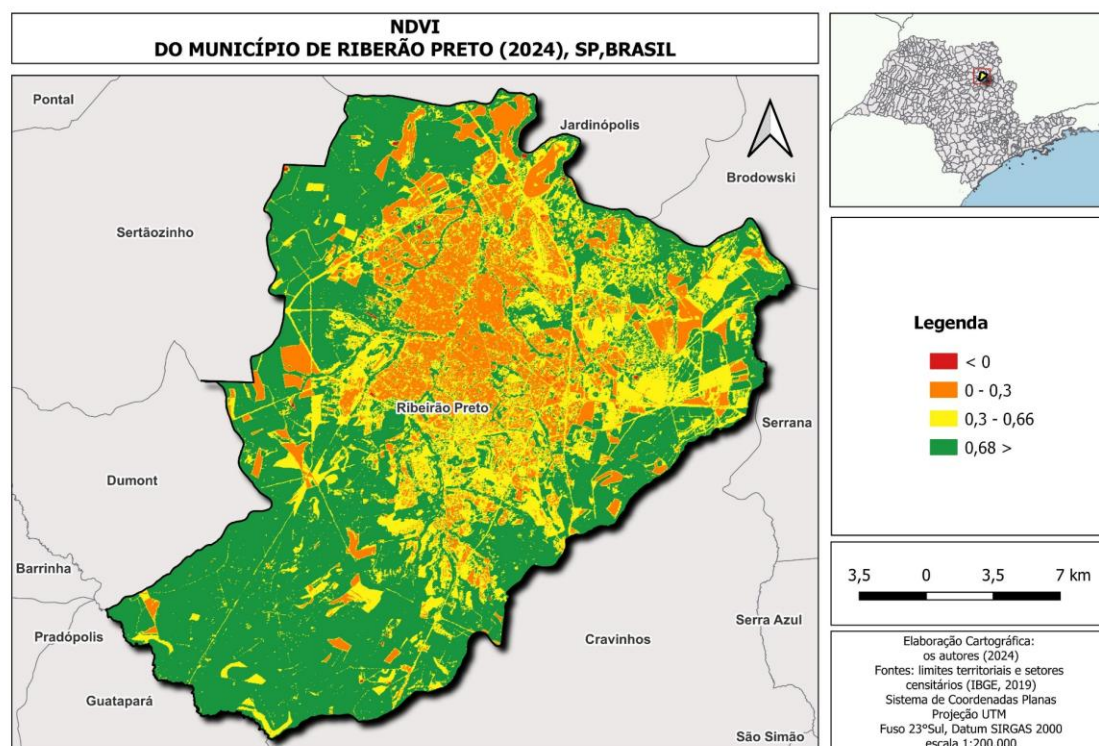 NDVI
DO MUNICÍPIO DE RIBERÃO PRETO (2024), SP,BRASIL
Pontal
Jardinópolis
Brodowski
Sertãozinho
Ribeirão Preto
Serrana
Dumont
Barrinha
Pradópolis
Cravinhos
Serra Azul
Guatapará
São Simão
Legenda
< 0
0 - 0,3
0,3 - 0,66
0,68 >
3,5 0 3,5 7 km
Elaboração Cartográfica:
os autores (2024)
Fontes: limites territoriais e setores
censitários (IBGE, 2019)
Sistema de Coordenadas Planas
Projeção UTM
Fuso 23°Sul, Datum SIRGAS 2000
escala 1:200.000